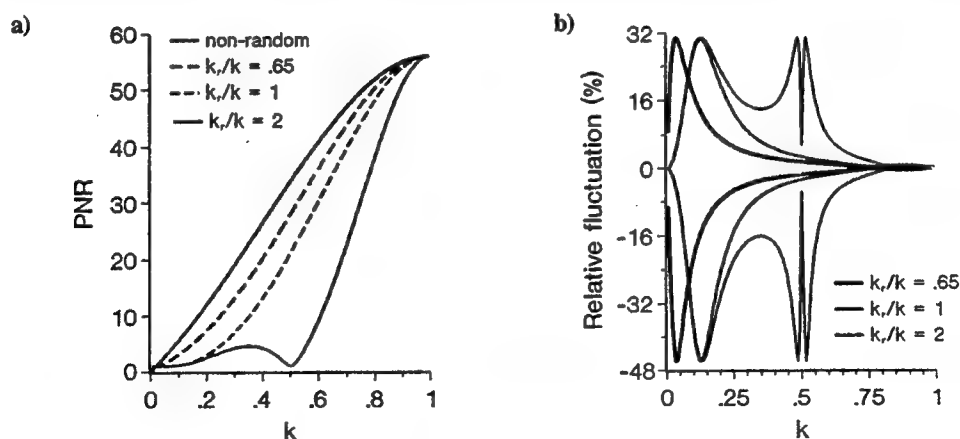 a)
60
50
40
30
20
10
0
PNR
non-random
kᵣ/k = .65
kᵣ/k = 1
kᵣ/k = 2
0 .2 .4 .6 .8 1
k
b)
32
16
0
-16
-32
-48
Relative fluctuation (%)
kᵣ/k = .65
kᵣ/k = 1
kᵣ/k = 2
0 .25 .5 .75 1
k